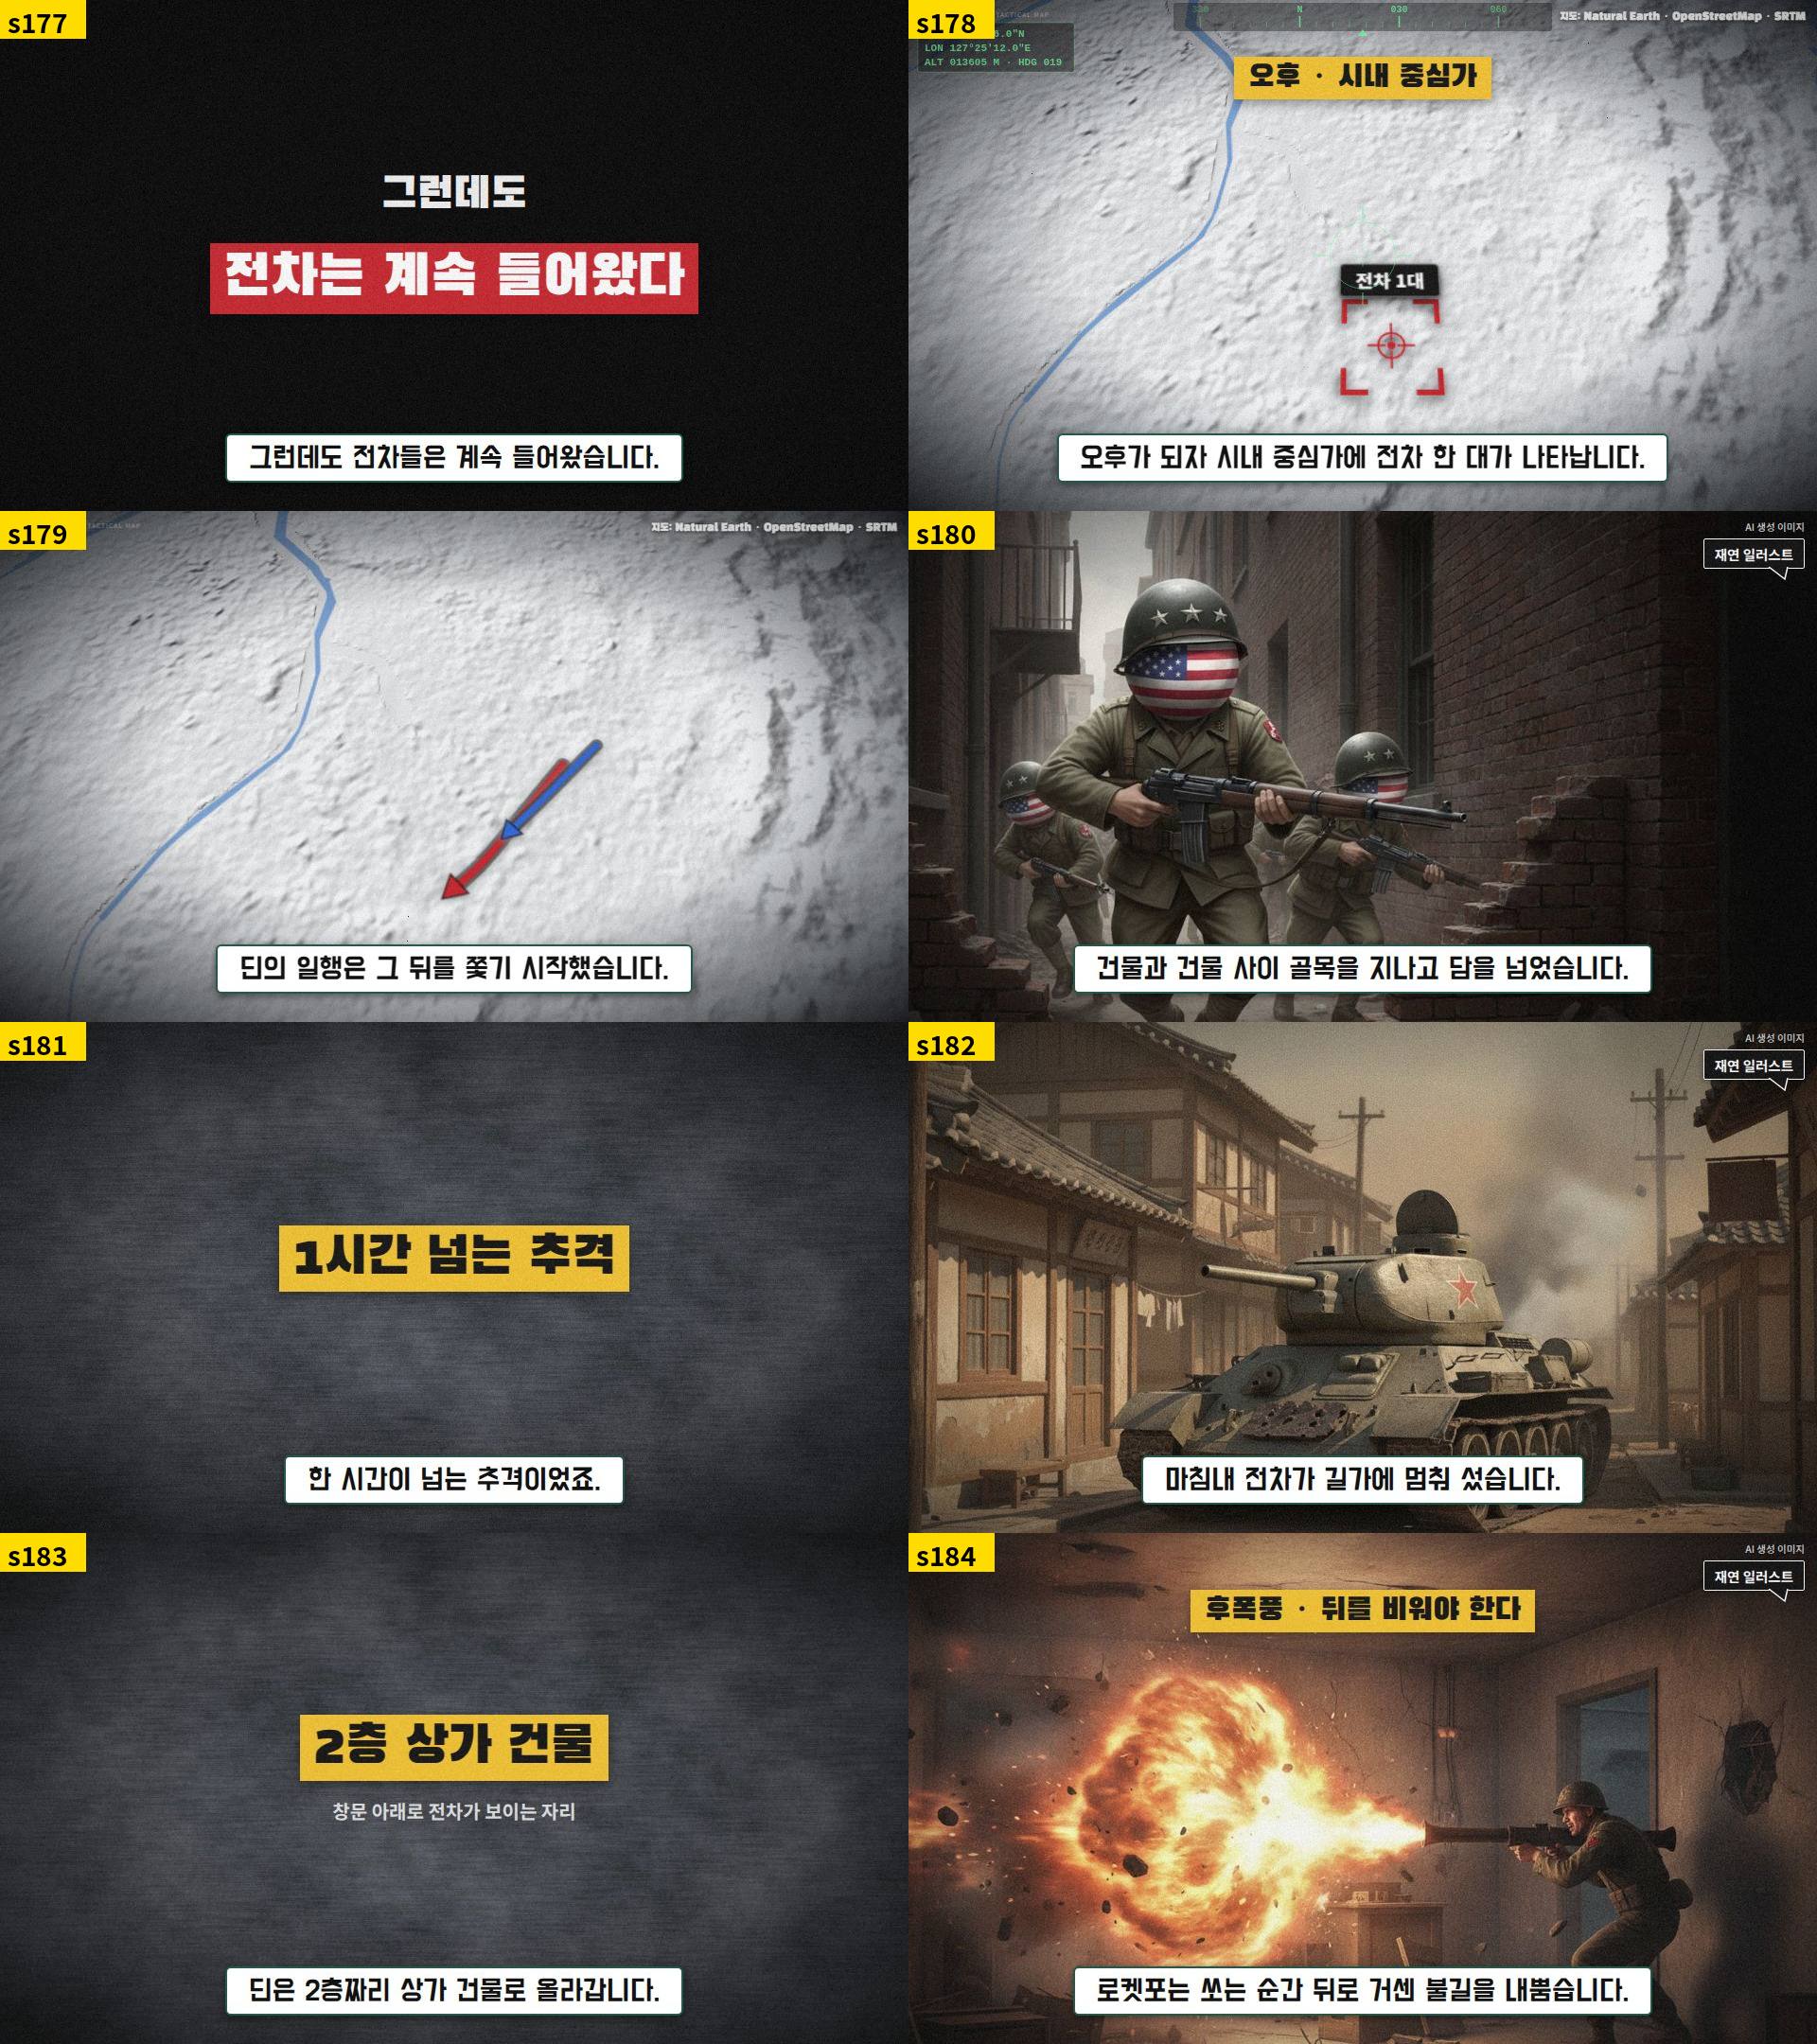 s177
그런데도
전차는 계속 들어왔다
그런데도 전차들은 계속 들어왔습니다.
s178
TACTICAL MAP
LON 127°25'12.0"E
ALT 013605 M · HDG 019
330 N 030 060
지도: Natural Earth · OpenStreetMap · SRTM
오후 · 시내 중심가
전차 1대
오후가 되자 시내 중심가에 전차 한 대가 나타납니다.
s179
TACTICAL MAP
지도: Natural Earth · OpenStreetMap · SRTM
딘의 일행은 그 뒤를 쫓기 시작했습니다.
s180
AI 생성 이미지
재연 일러스트
건물과 건물 사이 골목을 지나고 담을 넘었습니다.
s181
1시간 넘는 추격
한 시간이 넘는 추격이었죠.
s182
AI 생성 이미지
재연 일러스트
마침내 전차가 길가에 멈춰 섰습니다.
s183
2층 상가 건물
창문 아래로 전차가 보이는 자리
딘은 2층짜리 상가 건물로 올라갑니다.
s184
AI 생성 이미지
재연 일러스트
후폭풍 · 뒤를 비워야 한다
로켓포는 쏘는 순간 뒤로 거센 불길을 내뿜습니다.